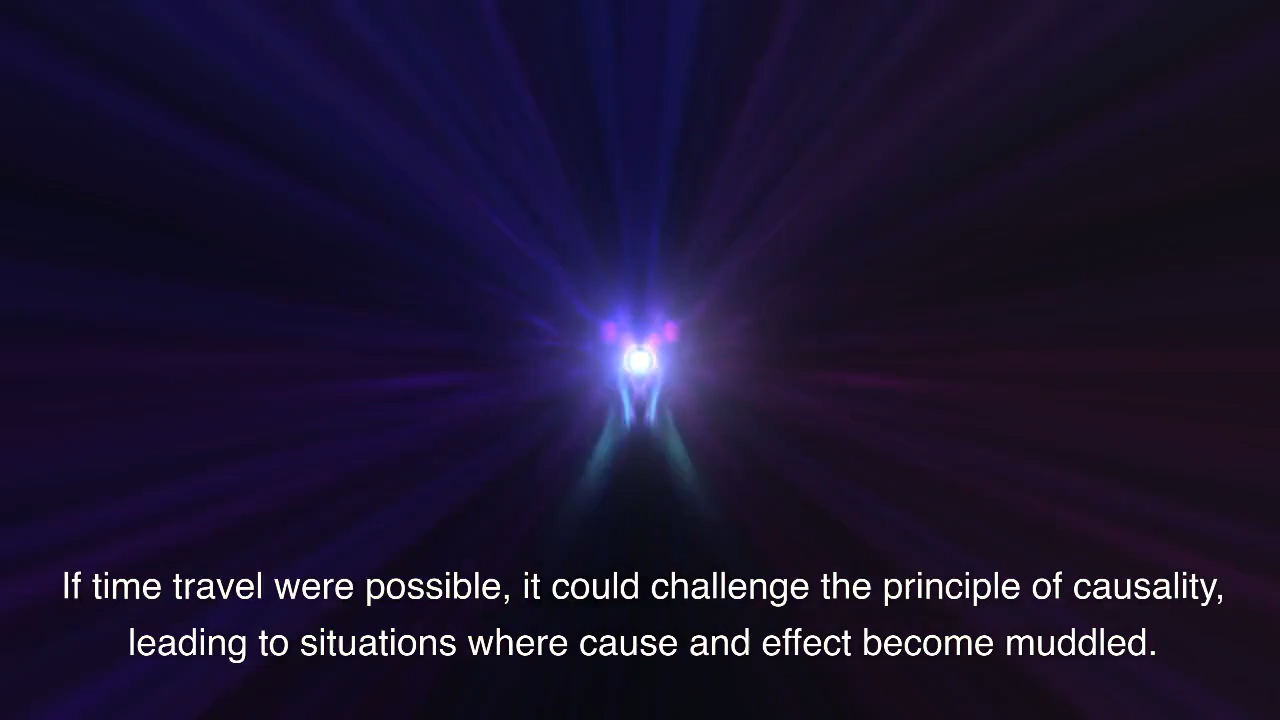 If time travel were possible, it could challenge the principle of causality,
leading to situations where cause and effect become muddled.